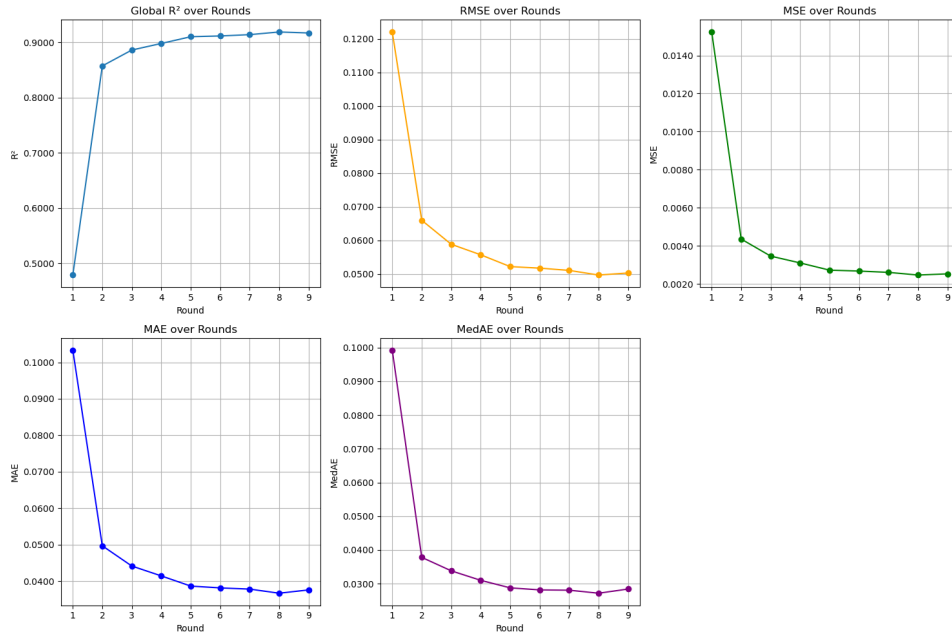 Global R² over Rounds
0.9000
0.8000
0.7000
0.6000
0.5000
R²
1 2 3 4 5 6 7 8 9
Round
RMSE over Rounds
0.1200
0.1000
0.0900
0.0800
0.0700
0.0600
0.0500
RMSE
1 2 3 4 5 6 7 8 9
Round
MSE over Rounds
0.0140
0.0120
0.0100
0.0080
0.0060
0.0040
0.0020
MSE
1 2 3 4 5 6 7 8 9
Round
MAE over Rounds
0.1000
0.0900
0.0800
0.0700
0.0600
0.0500
0.0400
MAE
1 2 3 4 5 6 7 8 9
Round
MedAE over Rounds
0.1000
0.0900
0.0800
0.0700
0.0600
0.0500
0.0400
0.0300
MedAE
1 2 3 4 5 6 7 8 9
Round